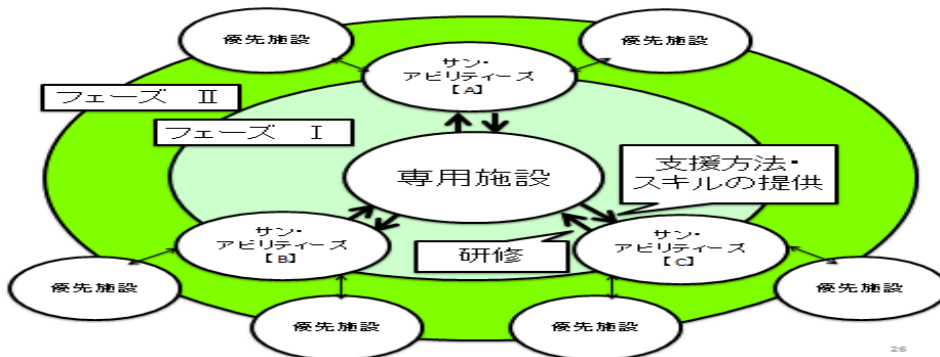 優先施設
優先施設
サン・
アビリティーズ
【A】
フェーズ Ⅱ
フェーズ Ⅰ
専用施設
支援方法・
スキルの提供
サン・
アビリティーズ
【B】
研修
サン・
アビリティーズ
【C】
優先施設
優先施設
優先施設
優先施設
26